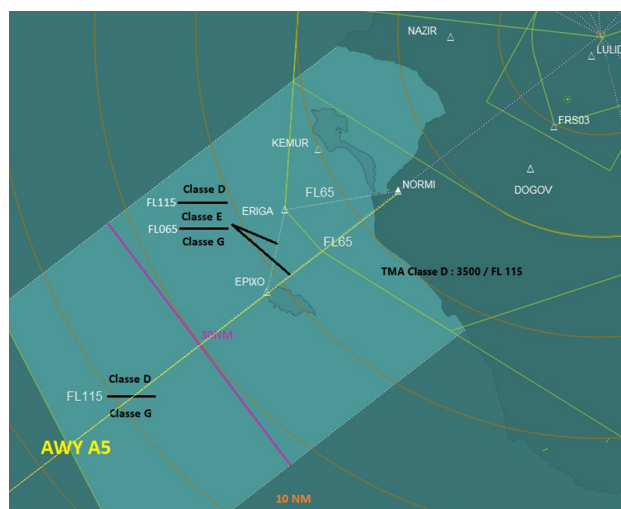 NAZIR
LULID
FRS03
KEMUR
DOGOV
NORMI
FL65
Classe D
FL115
Classe E
FL065
Classe G
ERIGA
FL65
TMA Classe D : 3500 / FL 115
EPIXO
80NM
Classe D
FL115
Classe G
AWY A5
10 NM